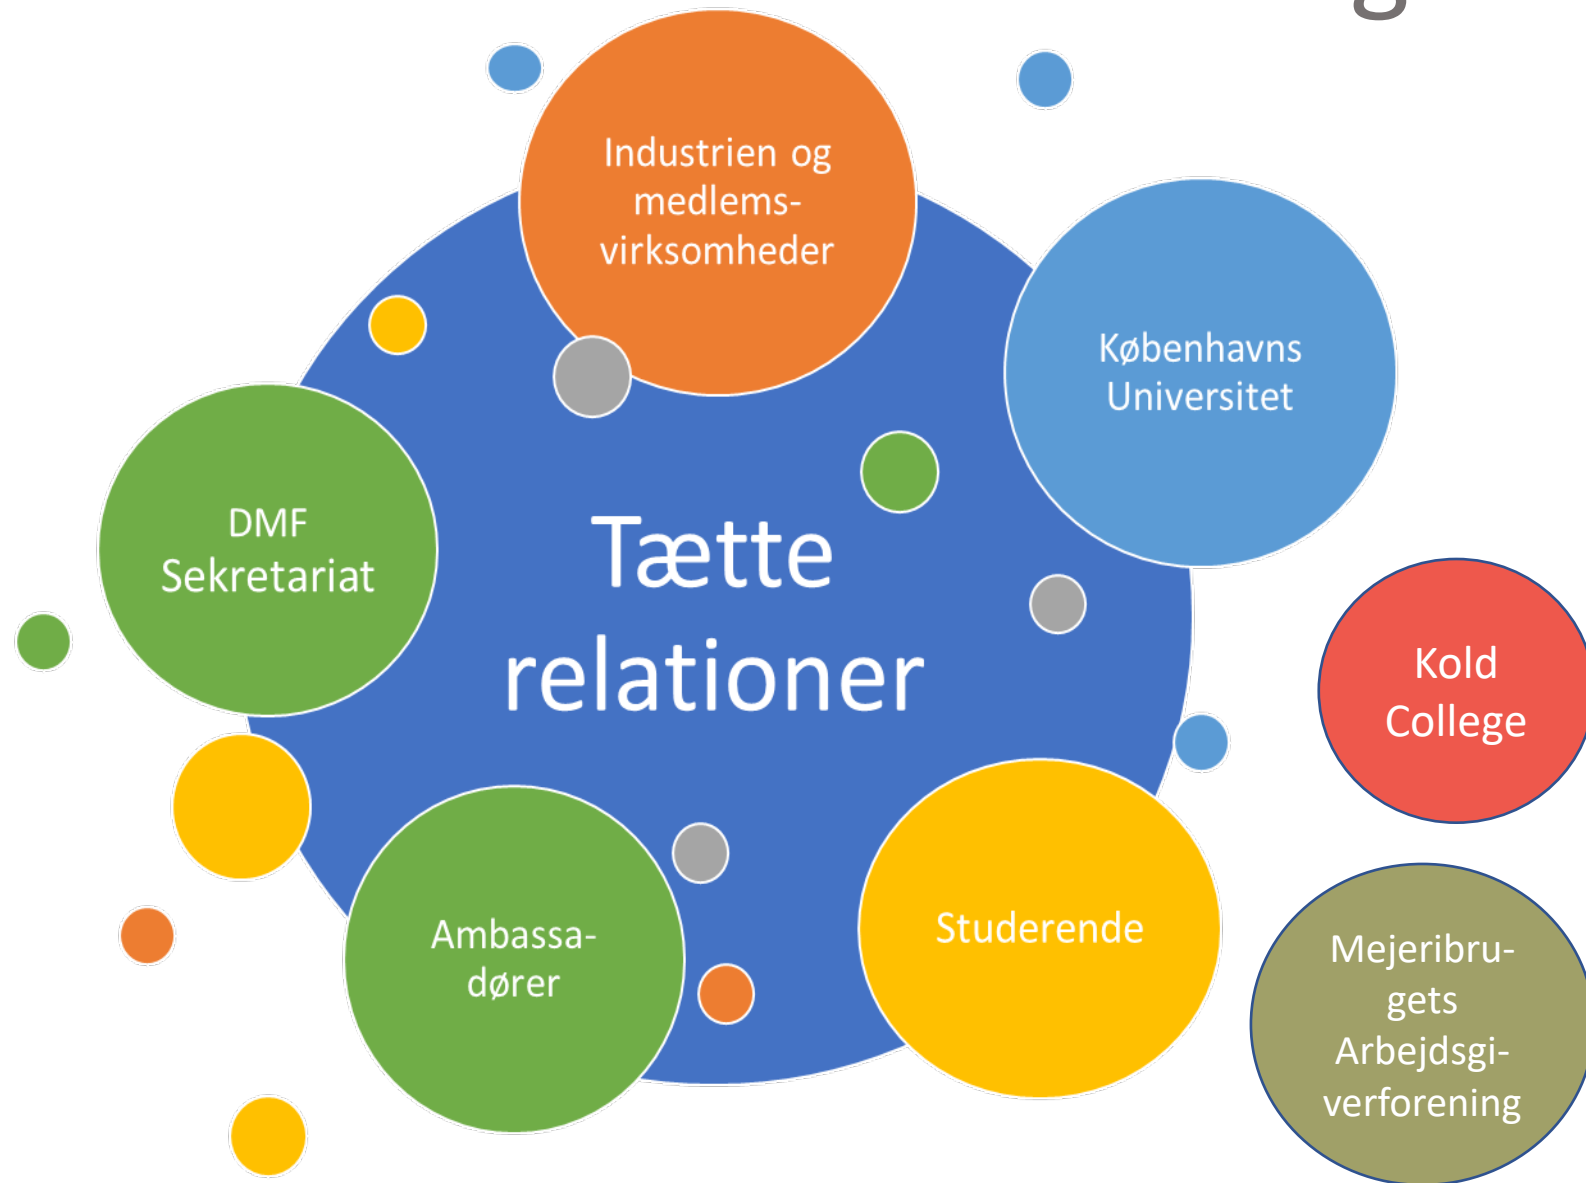 Industrien og
medlems-
virksomheder
Københavns
Universitet
DMF
Sekretariat
Tætte
relationer
Kold
College
Ambassa-
dører
Studerende
Mejeribru-
gets
Arbejdsgi-
verforening